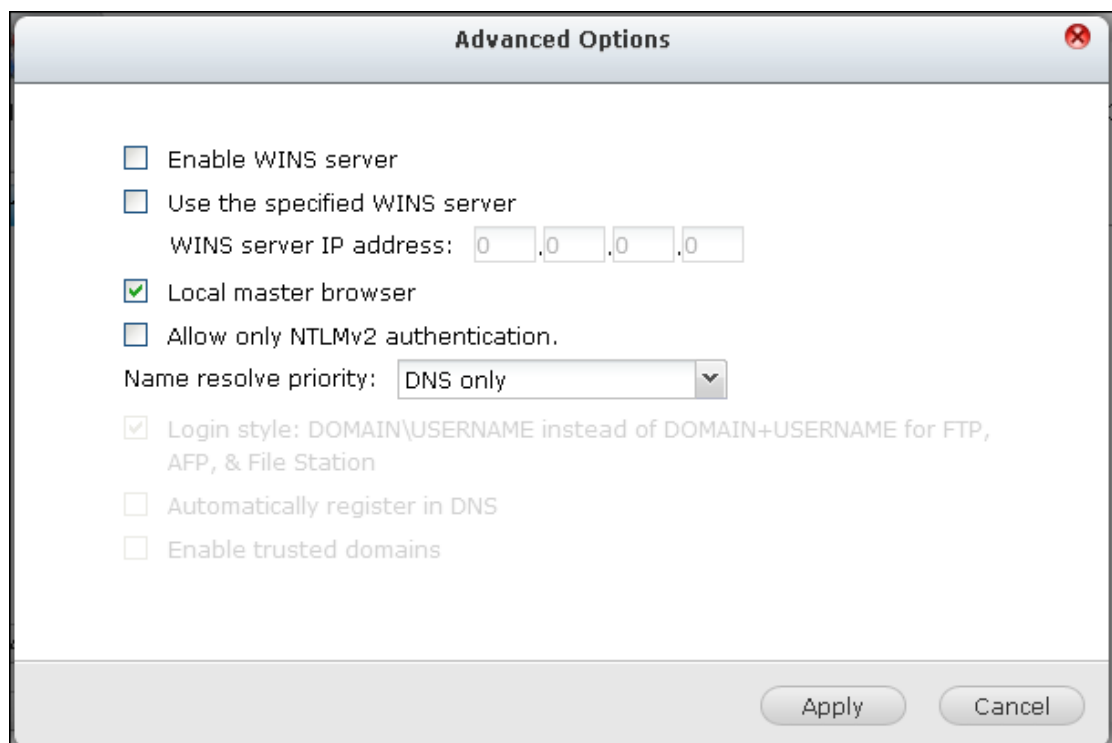 Advanced Options
Enable WINS server
Use the specified WINS server
WINS server IP address: 0 .0 .0 .0
Local master browser
Allow only NTLMv2 authentication.
Name resolve priority: DNS only
Login style: DOMAIN\USERNAME instead of DOMAIN+USERNAME for FTP,
AFP, & File Station
Automatically register in DNS
Enable trusted domains
Apply Cancel